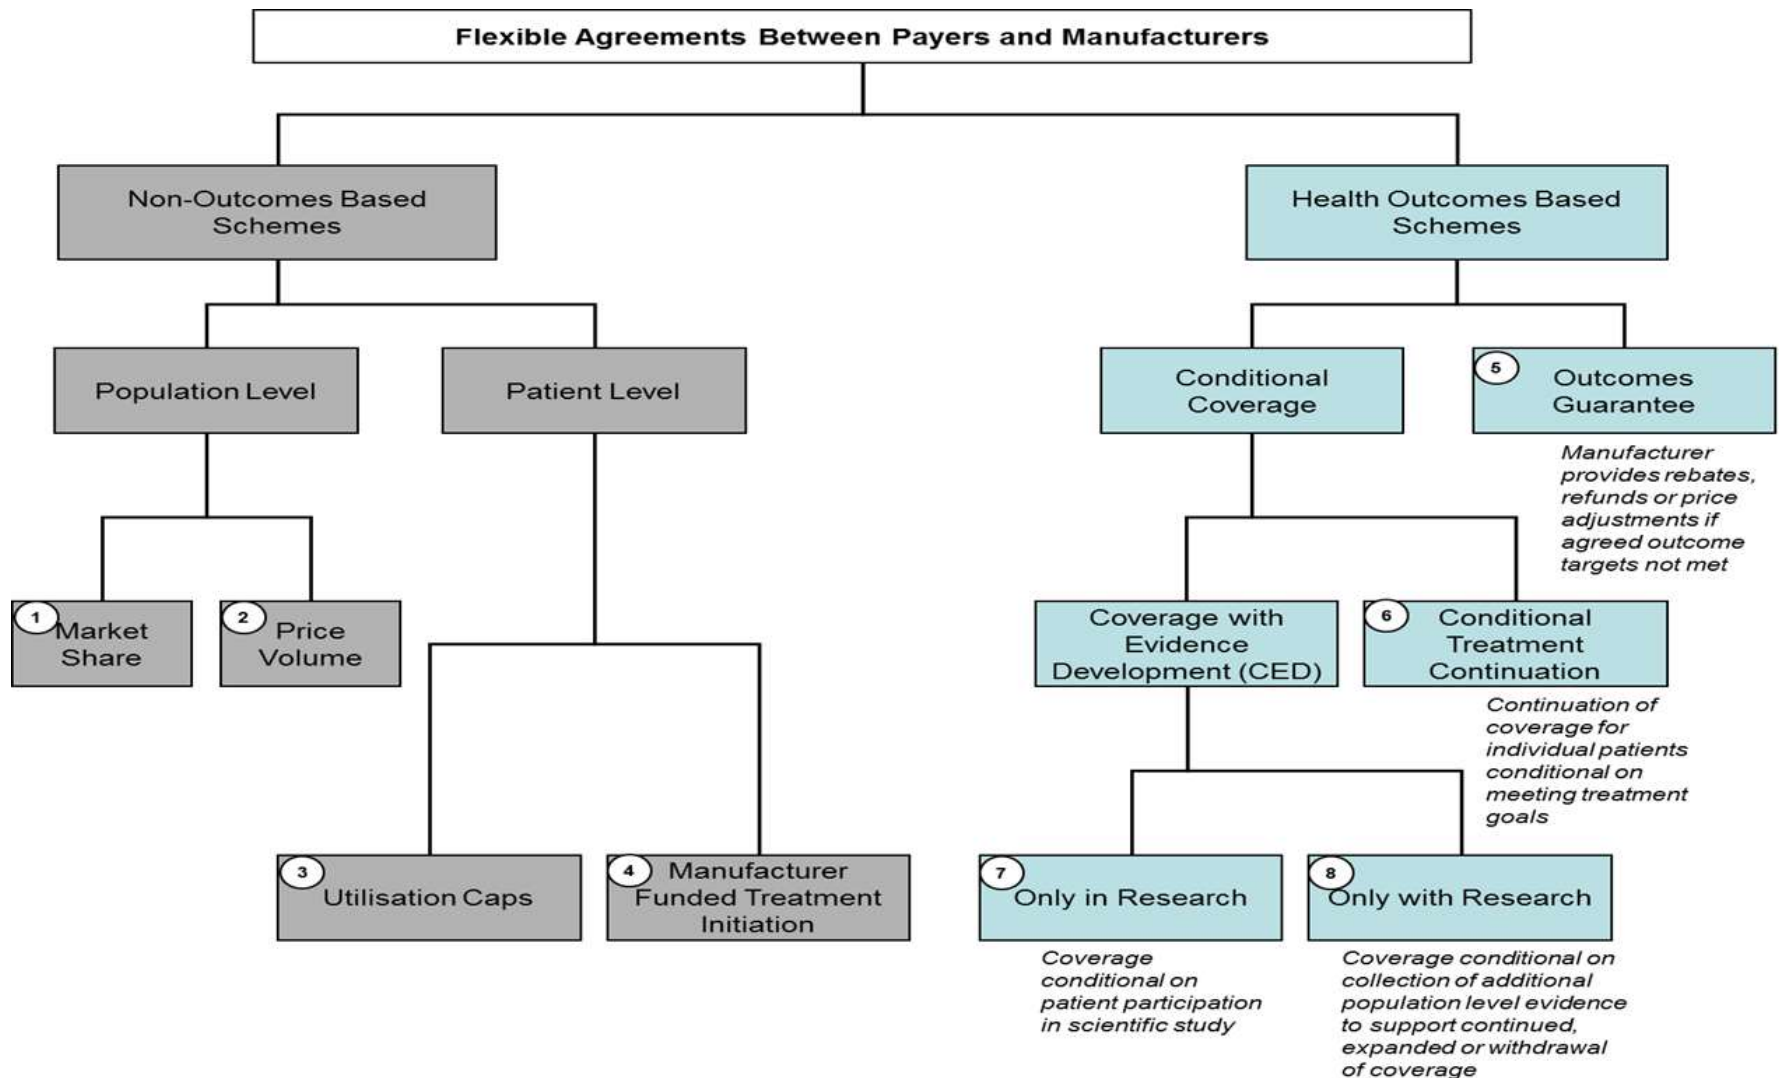 Flexible Agreements Between Payers and Manufacturers
Non-Outcomes Based
Schemes
Health Outcomes Based
Schemes
Population Level
Patient Level
Conditional
Coverage
5
Outcomes
Guarantee
Manufacturer
provides rebates,
refunds or price
adjustments if
agreed outcome
targets not met
1
Market
Share
2
Price
Volume
Coverage with
Evidence
Development (CED)
6
Conditional
Treatment
Continuation
Continuation of
coverage for
individual patients
conditional on
meeting treatment
goals
3
Utilisation Caps
4
Manufacturer
Funded Treatment
Initiation
7
Only in Research
8
Only with Research
Coverage
conditional on
patient participation
in scientific study
Coverage conditional on
collection of additional
population level evidence
to support continued,
expanded or withdrawal
of coverage